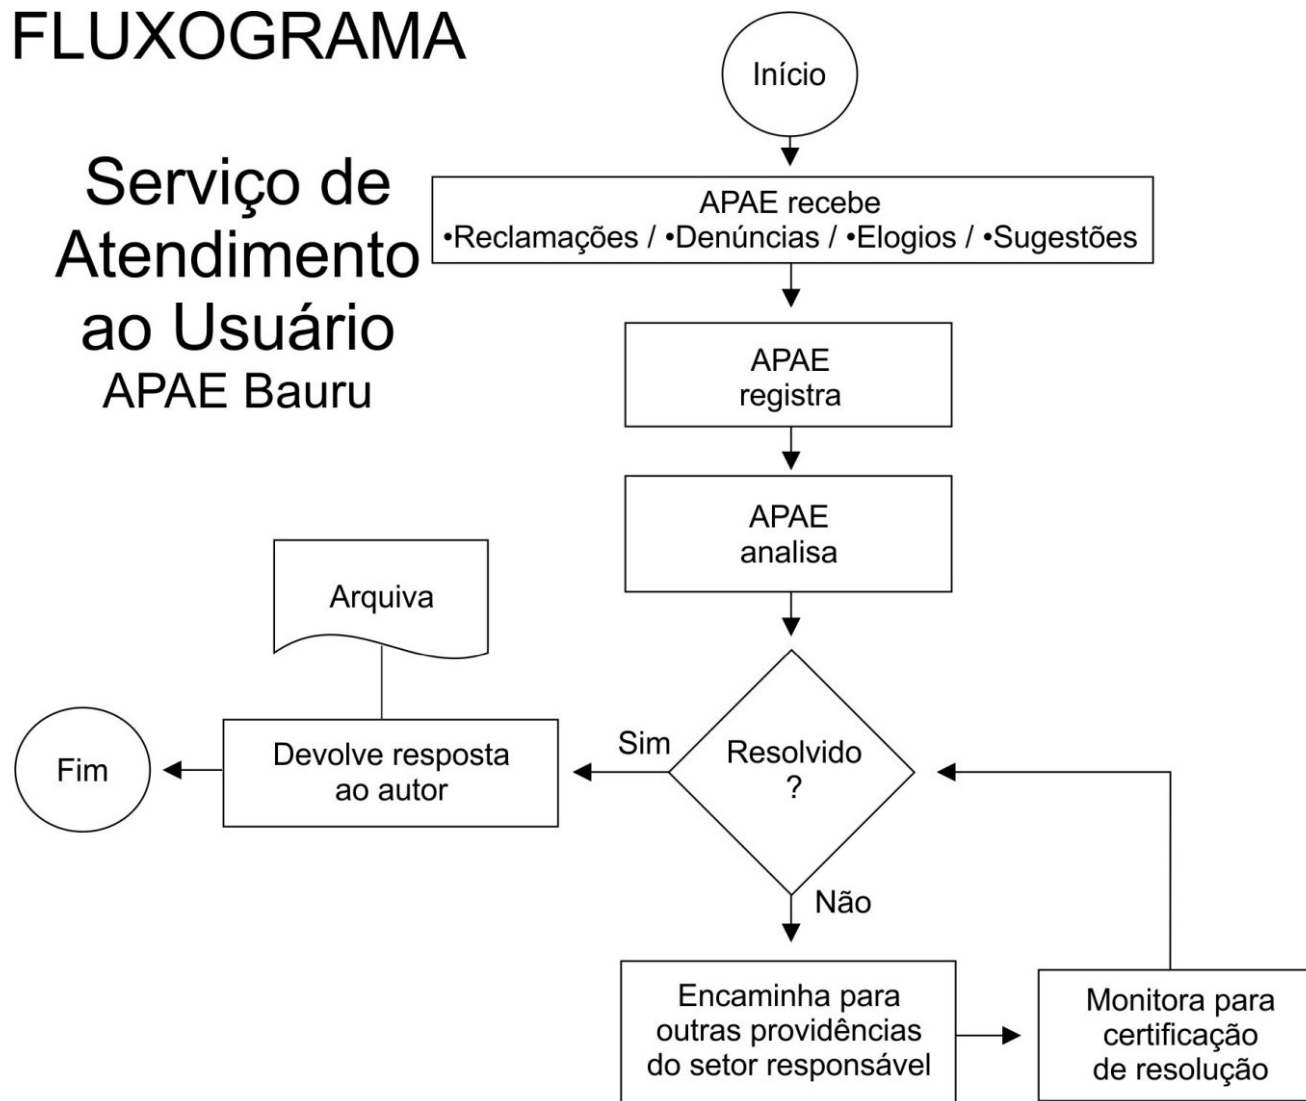 FLUXOGRAMA
Serviço de
Atendimento
ao Usuário
APAE Bauru
Início
APAE recebe
•Reclamações / •Denúncias / •Elogios / •Sugestões
APAE
registra
APAE
analisa
Arquiva
Resolvido
?
Sim
Devolve resposta
ao autor
Fim
Não
Encaminha para
outras providências
do setor responsável
Monitora para
certificação
de resolução